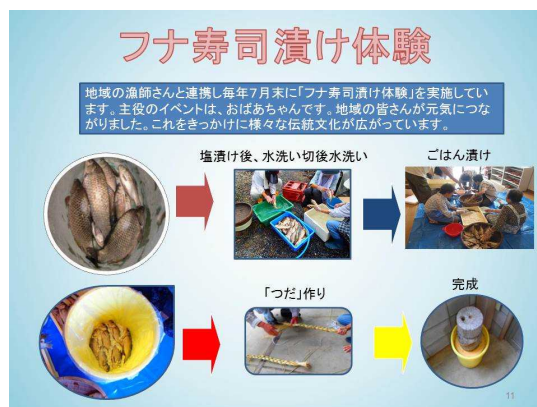 フナ寿司漬け体験
地域の漁師さんと連携し毎年7月末に「フナ寿司漬け体験」を実施してい
ます。主役のイベントは、おばあちゃんです。地域の皆さんが元気につな
がりました。これをきっかけに様々な伝統文化が広がっています。
塩漬け後、水洗い切後水洗い
ごはん漬け
「つだ」作り
完成
11